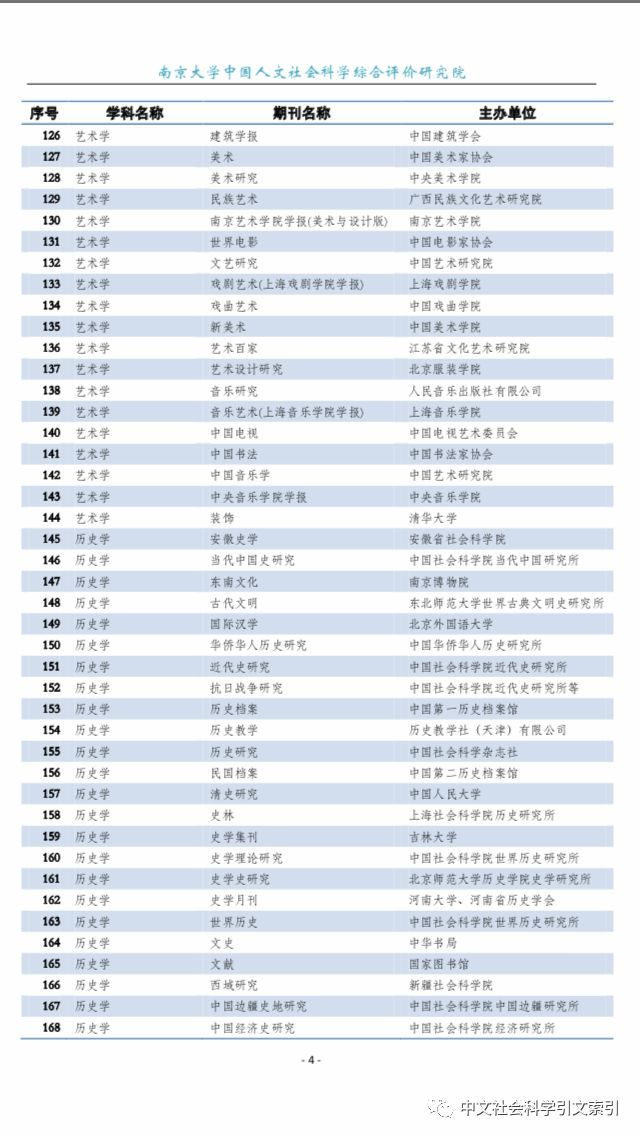 南京大学中国人文社会科学综合评价研究院
序号 学科名称 期刊名称 主办单位
126 艺术学 建筑学报 中国建筑学会
127 艺术学 美术 中国美术家协会
128 艺术学 美术研究 中央美术学院
129 艺术学 民族艺术 广西民族文化艺术研究院
130 艺术学 南京艺术学院学报(美术与设计版) 南京艺术学院
131 艺术学 世界电影 中国电影家协会
132 艺术学 文艺研究 中国艺术研究院
133 艺术学 戏剧艺术(上海戏剧学院学报) 上海戏剧学院
134 艺术学 戏曲艺术 中国戏曲学院
135 艺术学 新美术 中国美术学院
136 艺术学 艺术百家 江苏省文化艺术研究院
137 艺术学 艺术设计研究 北京服装学院
138 艺术学 音乐研究 人民音乐出版社有限公司
139 艺术学 音乐艺术(上海音乐学院学报) 上海音乐学院
140 艺术学 中国电视 中国电视艺术委员会
141 艺术学 中国书法 中国书法家协会
142 艺术学 中国音乐学 中国艺术研究院
143 艺术学 中央音乐学院学报 中央音乐学院
144 艺术学 装饰 清华大学
145 历史学 安徽史学 安徽省社会科学院
146 历史学 当代中国史研究 中国社会科学院当代中国研究所
147 历史学 东南文化 南京博物院
148 历史学 古代文明 东北师范大学世界古典文明史研究所
149 历史学 国际汉学 北京外国语大学
150 历史学 华侨华人历史研究 中国华侨华人历史研究所
151 历史学 近代史研究 中国社会科学院近代史研究所
152 历史学 抗日战争研究 中国社会科学院近代史研究所等
153 历史学 历史档案 中国第一历史档案馆
154 历史学 历史教学 历史教学社（天津）有限公司
155 历史学 历史研究 中国社会科学杂志社
156 历史学 民国档案 中国第二历史档案馆
157 历史学 清史研究 中国人民大学
158 历史学 史林 上海社会科学院历史研究所
159 历史学 史学集刊 吉林大学
160 历史学 史学理论研究 中国社会科学院世界历史研究所
161 历史学 史学史研究 北京师范大学历史学院史学研究所
162 历史学 史学月刊 河南大学、河南省历史学会
163 历史学 世界历史 中国社会科学院世界历史研究所
164 历史学 文史 中华书局
165 历史学 文献 国家图书馆
166 历史学 西域研究 新疆社会科学院
167 历史学 中国边疆史地研究 中国社会科学院中国边疆研究所
168 历史学 中国经济史研究 中国社会科学院经济研究所
- 4 -
中文社会科学引文索引